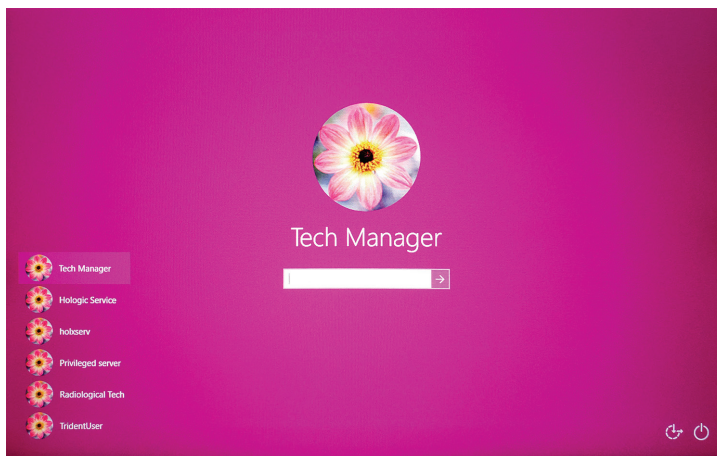 Tech Manager
Tech Manager
Hologic Service
holxserv
Privileged server
Radiological Tech
TridentUser